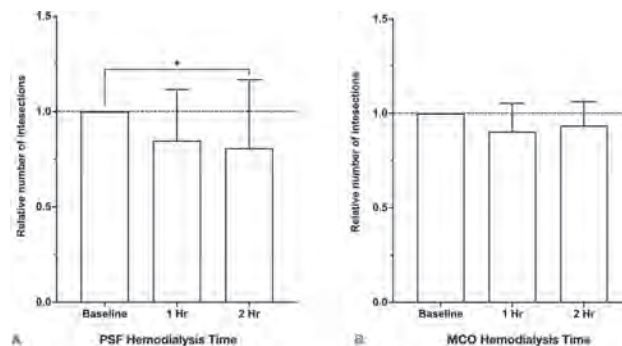 1.5
1.0
0.5
0.0
Relative number of intesections
*
Baseline 1 Hr 2 Hr
A. PSF Hemodialysis Time
1.5
1.0
0.5
0.0
Relative number of intesections
Baseline 1 Hr 2 Hr
B. MCO Hemodialysis Time